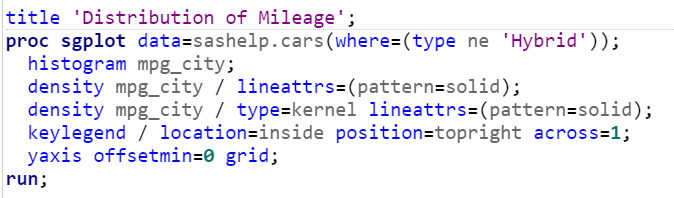 title 'Distribution of Mileage';
proc sgplot data=sashelp.cars(where=(type ne 'Hybrid'));
  histogram mpg_city;
  density mpg_city / lineattrs=(pattern=solid);
  density mpg_city / type=kernel lineattrs=(pattern=solid);
  keylegend / location=inside position=topright across=1;
  yaxis offsetmin=0 grid;
run;